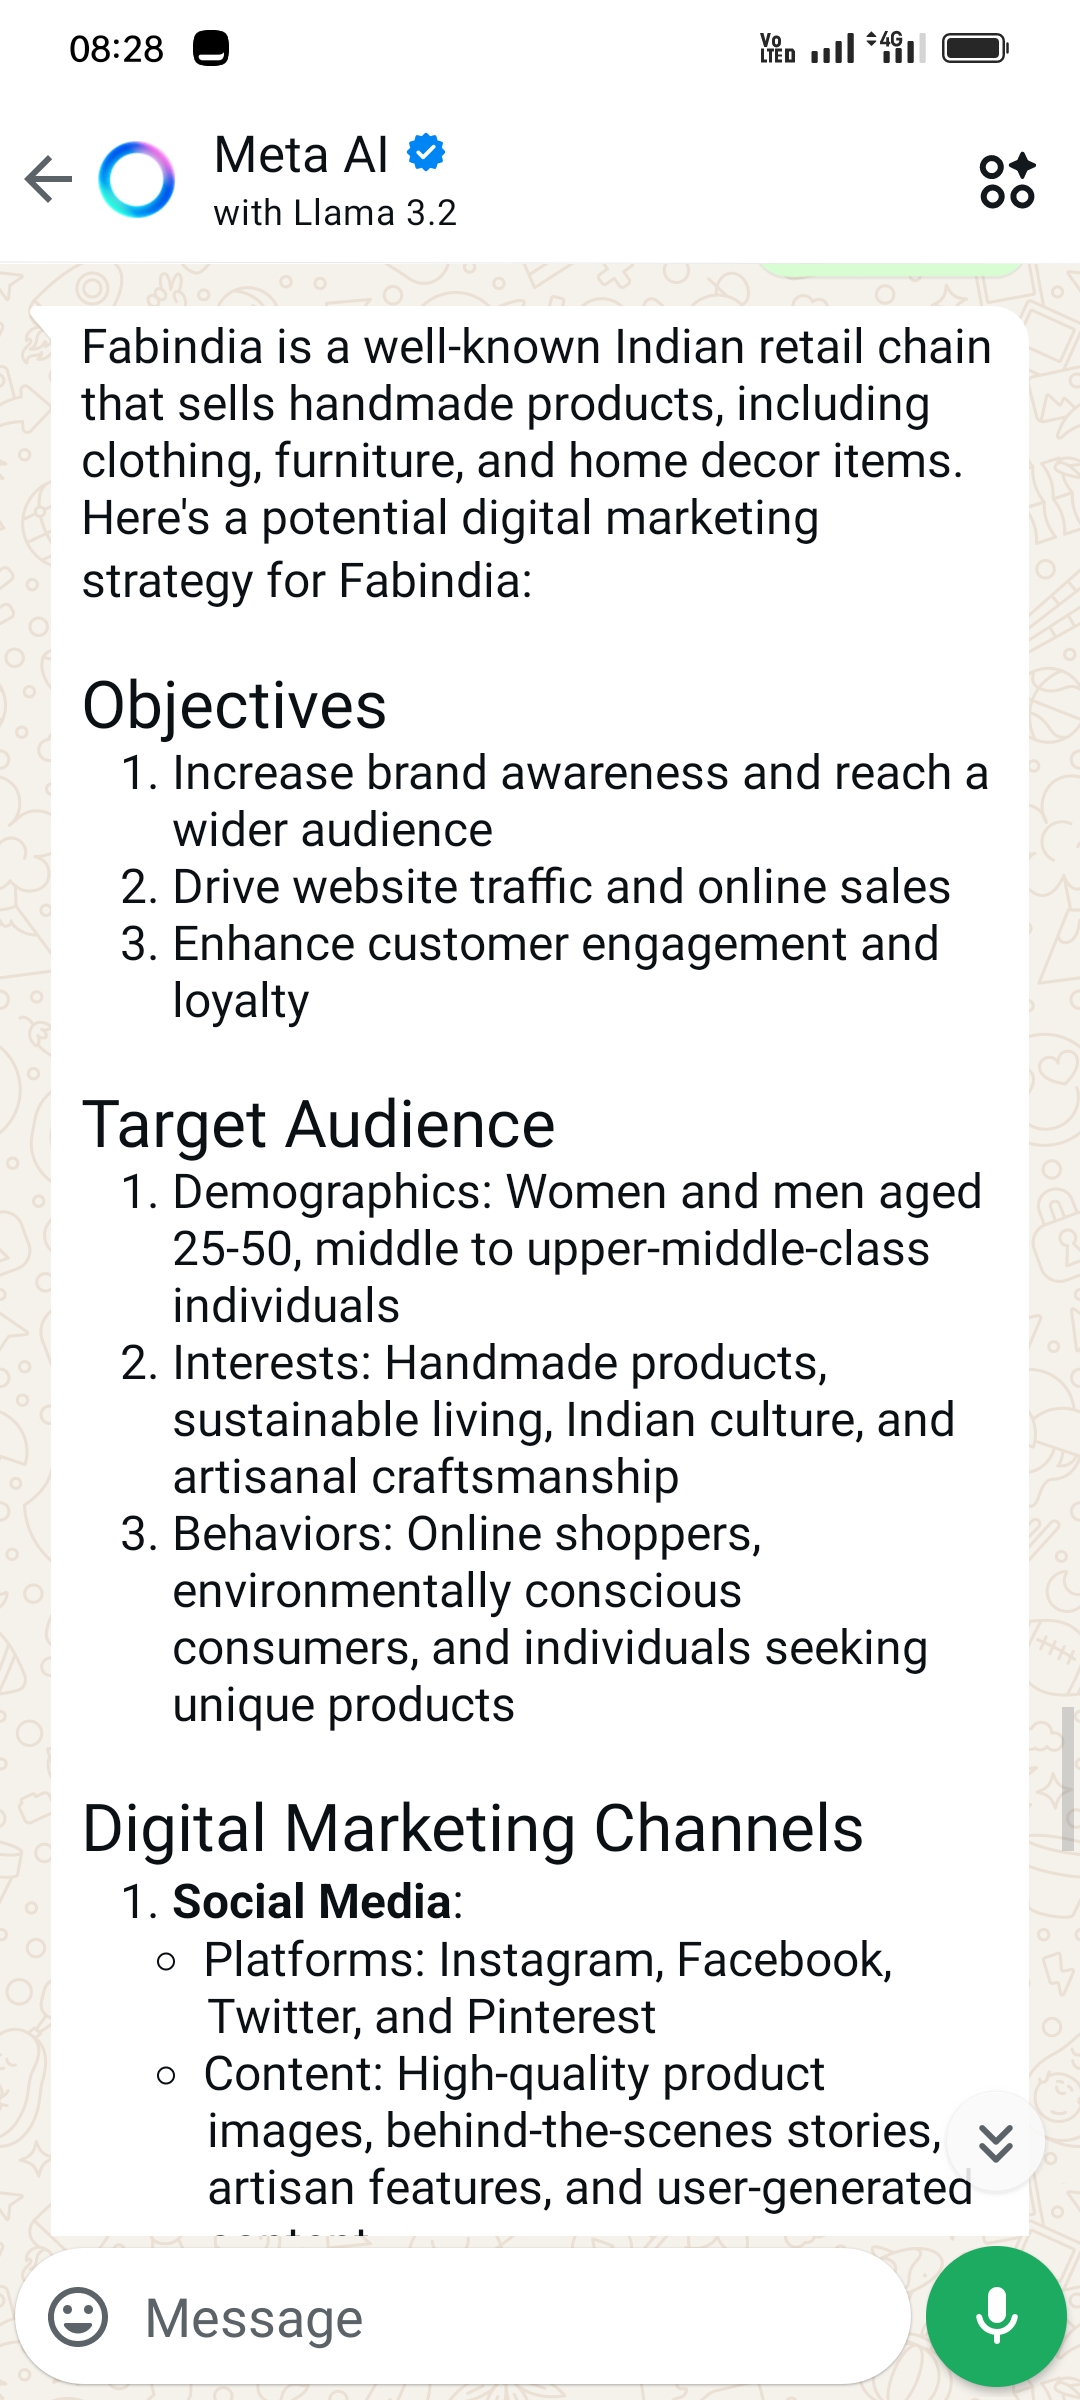 08:28
Vo LTE D
4G
Meta AI
with Llama 3.2
Fabindia is a well-known Indian retail chain
that sells handmade products, including
clothing, furniture, and home decor items.
Here's a potential digital marketing
strategy for Fabindia:
Objectives
1. Increase brand awareness and reach a
wider audience
2. Drive website traffic and online sales
3. Enhance customer engagement and
loyalty
Target Audience
1. Demographics: Women and men aged
25-50, middle to upper-middle-class
individuals
2. Interests: Handmade products,
sustainable living, Indian culture, and
artisanal craftsmanship
3. Behaviors: Online shoppers,
environmentally conscious
consumers, and individuals seeking
unique products
Digital Marketing Channels
1. Social Media:
Platforms: Instagram, Facebook,
Twitter, and Pinterest
Content: High-quality product
images, behind-the-scenes stories,
artisan features, and user-generated
Message